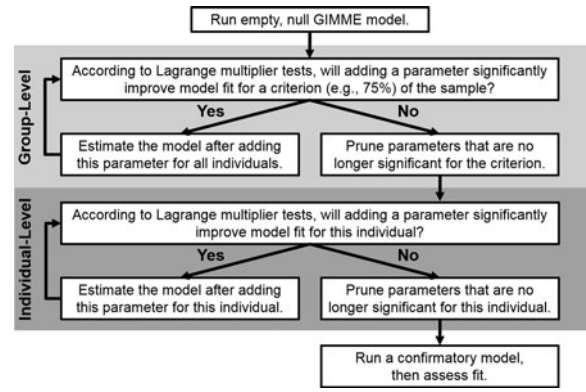 Run empty, null GIMME model.
Group-Level
According to Lagrange multiplier tests, will adding a parameter significantly
improve model fit for a criterion (e.g., 75%) of the sample?
Yes
No
Estimate the model after adding
this parameter for all individuals.
Prune parameters that are no
longer significant for the criterion.
Individual-Level
According to Lagrange multiplier tests, will adding a parameter significantly
improve model fit for this individual?
Yes
No
Estimate the model after adding
this parameter for this individual.
Prune parameters that are no
longer significant for this individual.
Run a confirmatory model,
then assess fit.